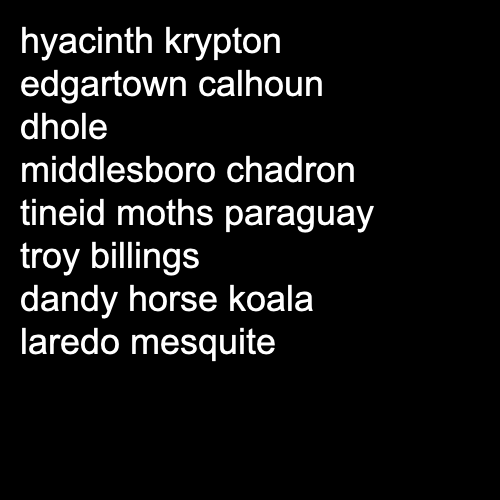 hyacinth krypton
edgartown calhoun
dhole
middlesboro chadron
tineid moths paraguay
troy billings
dandy horse koala
laredo mesquite